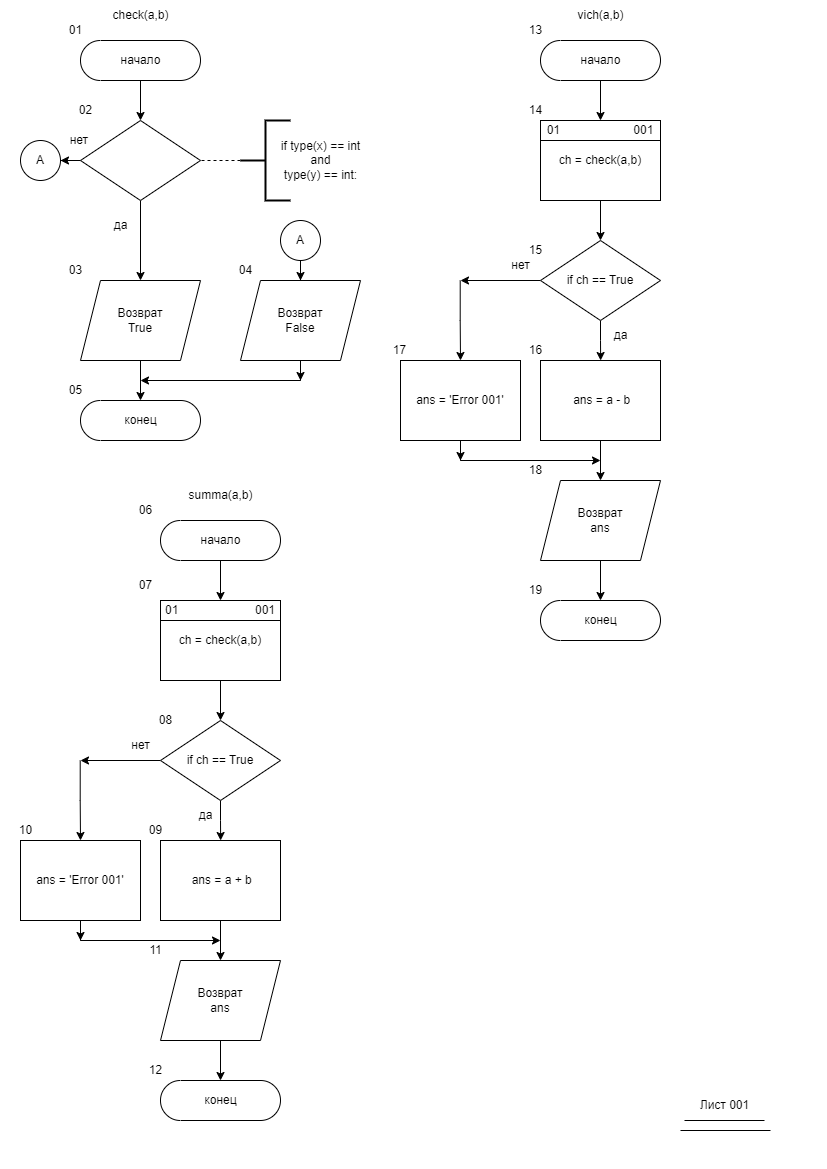 check(a,b)
01
начало
02
нет
A
if type(x) == int
and
type(y) == int:
да
A
03
Возврат
True
04
Возврат
False
05
конец
summa(a,b)
06
начало
07
01 001
ch = check(a,b)
08
нет
if ch == True
да
10
ans = 'Error 001'
09
ans = a + b
11
Возврат
ans
12
конец
vich(a,b)
13
начало
14
01 001
ch = check(a,b)
15
нет
if ch == True
да
17
ans = 'Error 001'
16
ans = a - b
18
Возврат
ans
19
конец
Лист 001